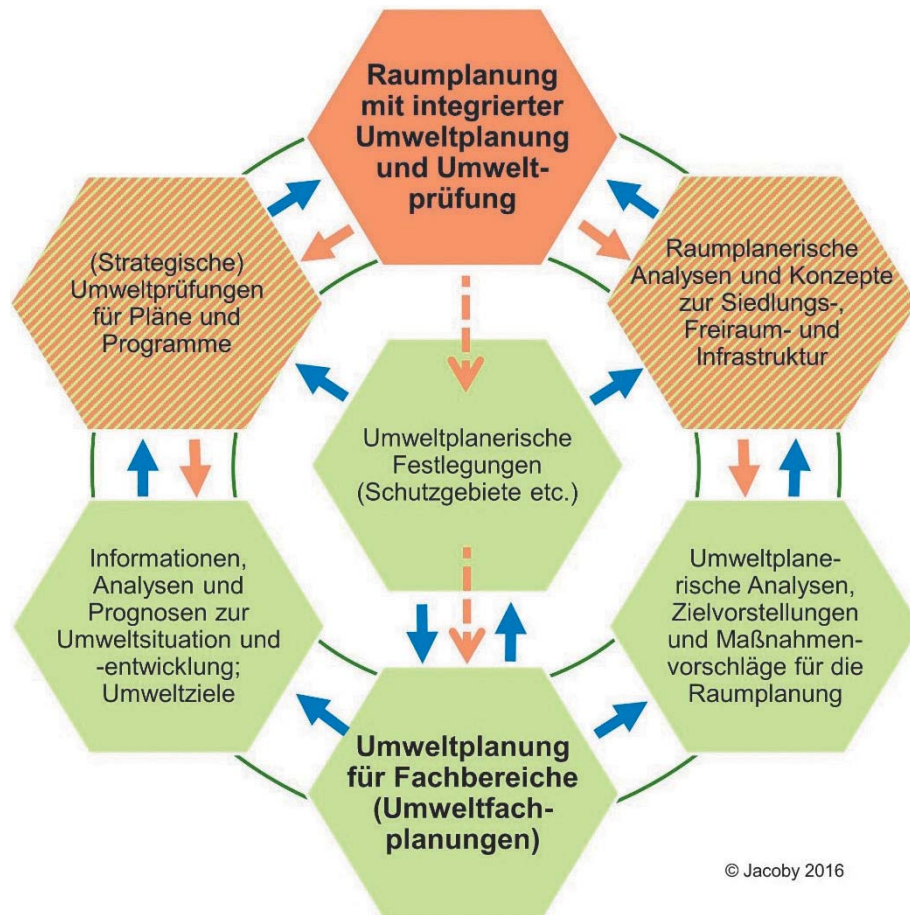 Raumplanung
mit integrierter
Umweltplanung
und Umwelt-
prüfung
(Strategische)
Umweltprüfungen
für Pläne und
Programme
Raumplanerische
Analysen und Konzepte
zur Siedlungs-,
Freiraum- und
Infrastruktur
Umweltplanerische
Festlegungen
(Schutzgebiete etc.)
Informationen,
Analysen und
Prognosen zur
Umweltsituation und
-entwicklung;
Umweltziele
Umweltplane-
rische Analysen,
Zielvorstellungen
und Maßnahmen-
vorschläge für die
Raumplanung
Umweltplanung
für Fachbereiche
(Umweltfach-
planungen)
© Jacoby 2016